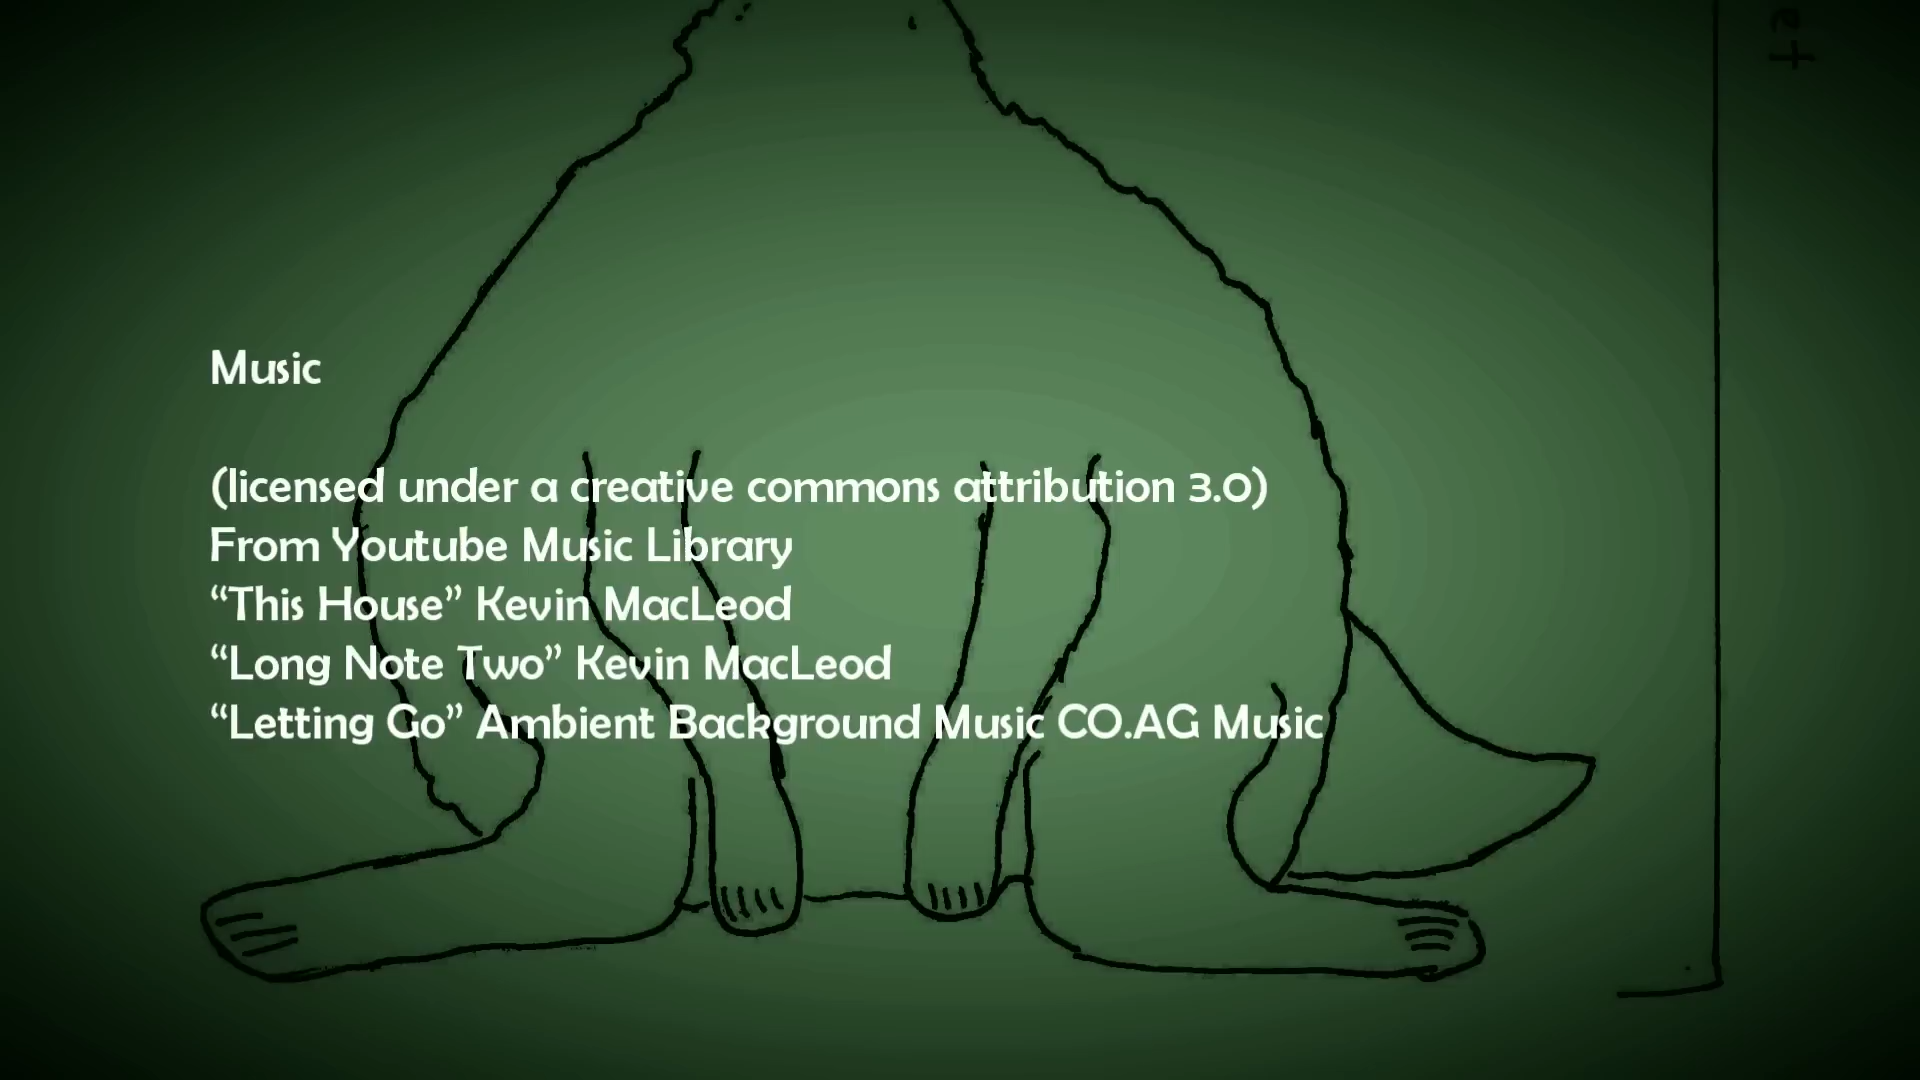 Music
(licensed under a creative commons attribution 3.0)
From Youtube Music Library
“This House” Kevin MacLeod
“Long Note Two” Kevin MacLeod
“Letting Go” Ambient Background Music CO.AG Music